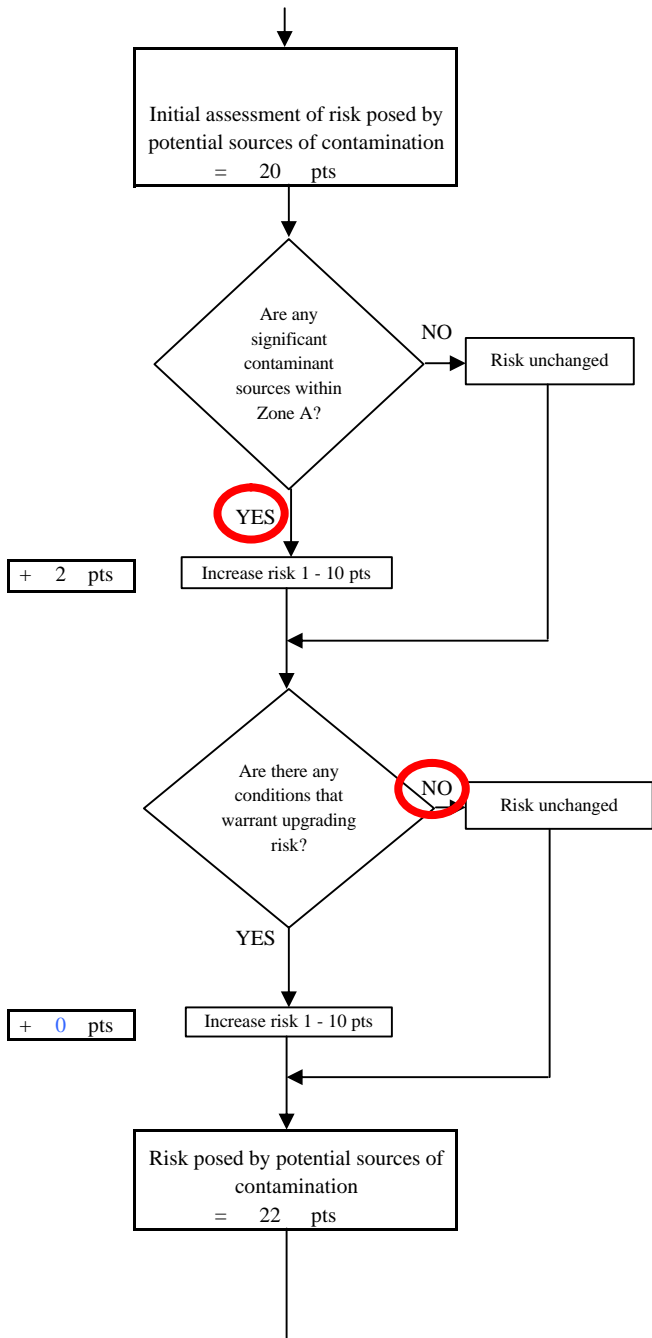 Initial assessment of risk posed by
potential sources of contamination
= 20 pts
Are any
significant
contaminant
sources within
Zone A?
NO
Risk unchanged
YES
+ 2 pts
Increase risk 1 - 10 pts
Are there any
conditions that
warrant upgrading
risk?
NO
Risk unchanged
YES
+ 0 pts
Increase risk 1 - 10 pts
Risk posed by potential sources of
contamination
= 22 pts